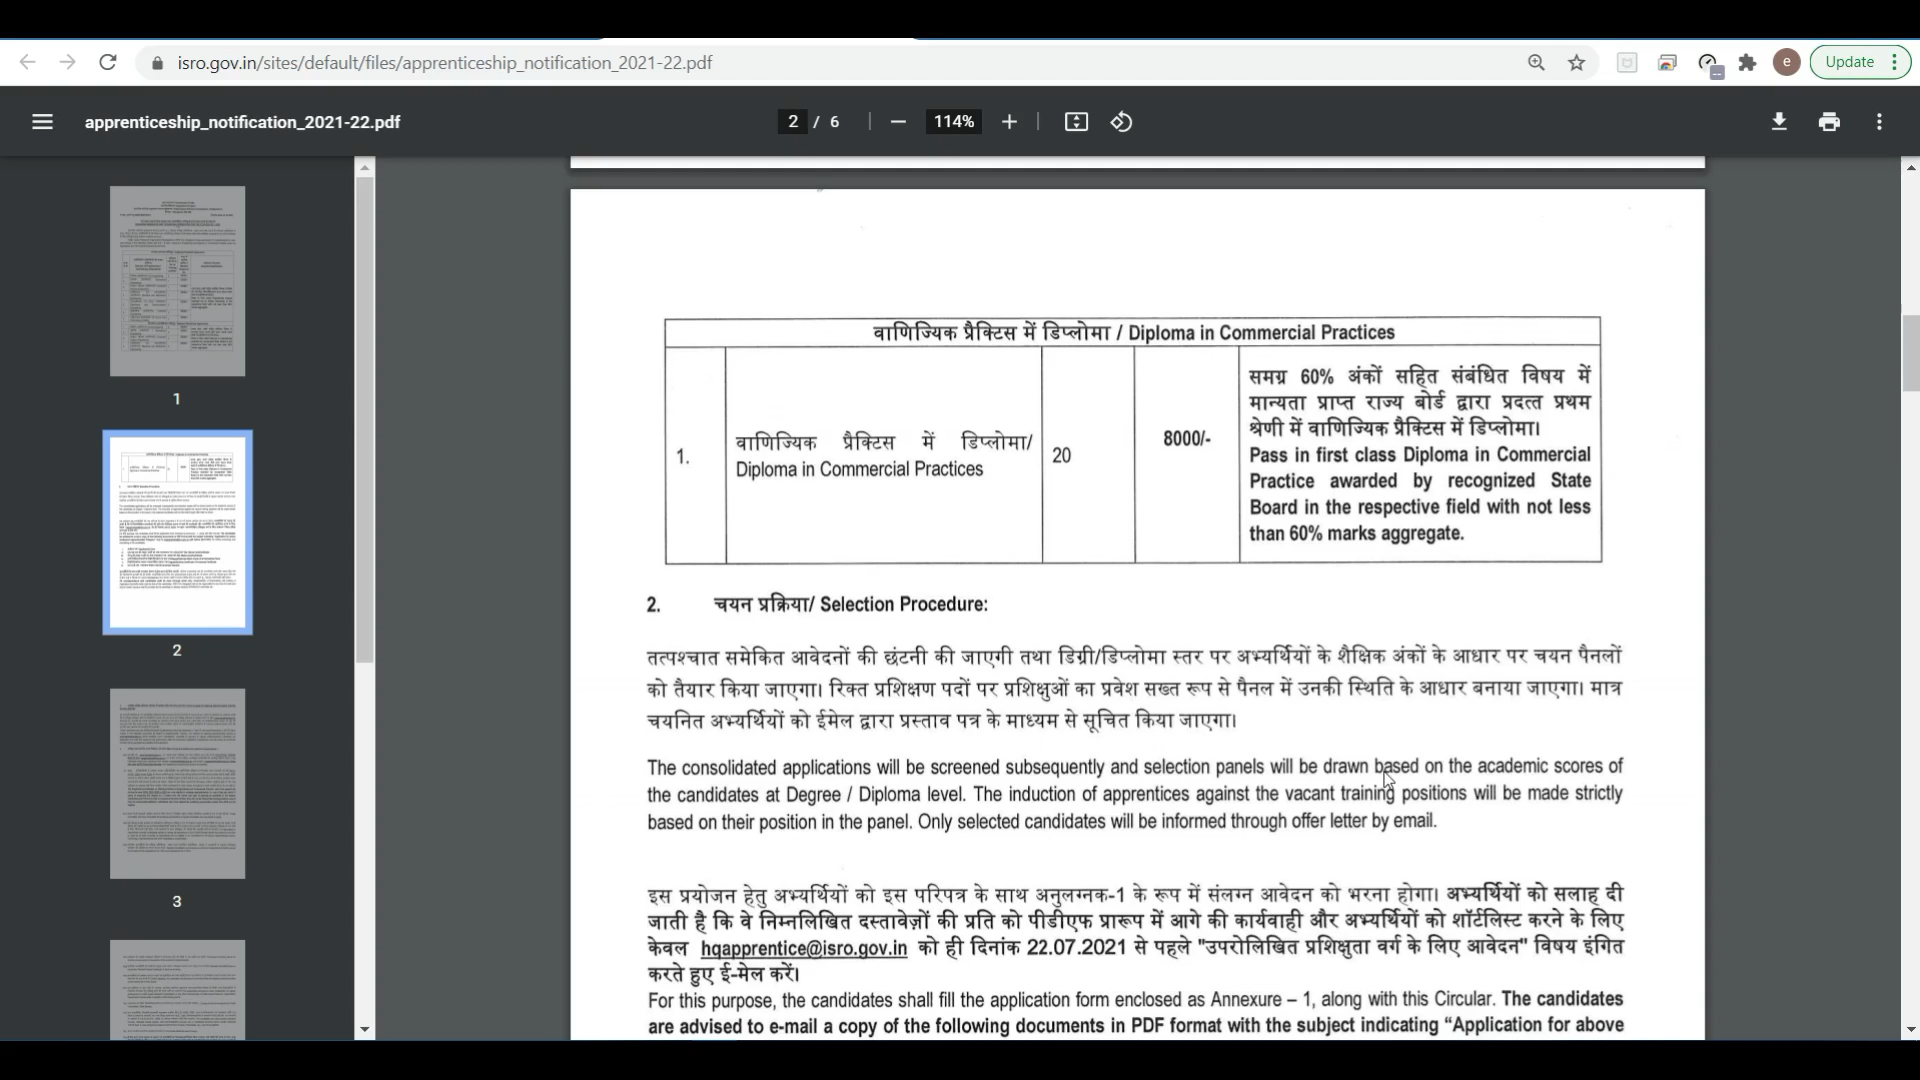 isro.gov.in/sites/default/files/apprenticeship_notification_2021-22.pdf
e
Update
apprenticeship_notification_2021-22.pdf
2 / 6
114%
1
2
3
वाणिज्यिक प्रैक्टिस में डिप्लोमा / Diploma in Commercial Practices
1.
वाणिज्यिक प्रैक्टिस में डिप्लोमा/
Diploma in Commercial Practices
20
8000/-
समग्र 60% अंकों सहित संबंधित विषय में
मान्यता प्राप्त राज्य बोर्ड द्वारा प्रदत्त प्रथम
श्रेणी में वाणिज्यिक प्रैक्टिस में डिप्लोमा।
Pass in first class Diploma in Commercial
Practice awarded by recognized State
Board in the respective field with not less
than 60% marks aggregate.
2. चयन प्रक्रिया/ Selection Procedure:
तत्पश्चात समेकित आवेदनों की छंटनी की जाएगी तथा डिग्री/डिप्लोमा स्तर पर अभ्यर्थियों के शैक्षिक अंकों के आधार पर चयन पैनलों
को तैयार किया जाएगा। रिक्त प्रशिक्षण पदों पर प्रशिक्षुओं का प्रवेश सख्त रूप से पैनल में उनकी स्थिति के आधार बनाया जाएगा। मात्र
चयनित अभ्यर्थियों को ईमेल द्वारा प्रस्ताव पत्र के माध्यम से सूचित किया जाएगा।
The consolidated applications will be screened subsequently and selection panels will be drawn based on the academic scores of
the candidates at Degree / Diploma level. The induction of apprentices against the vacant training positions will be made strictly
based on their position in the panel. Only selected candidates will be informed through offer letter by email.
इस प्रयोजन हेतु अभ्यर्थियों को इस परिपत्र के साथ अनुलग्नक-1 के रूप में संलग्न आवेदन को भरना होगा। अभ्यर्थियों को सलाह दी
जाती है कि वे निम्नलिखित दस्तावेज़ों की प्रति को पीडीएफ प्रारूप में आगे की कार्यवाही और अभ्यर्थियों को शॉर्टलिस्ट करने के लिए
केवल hqapprentice@isro.gov.in को ही दिनांक 22.07.2021 से पहले "उपरोलिखित प्रशिक्षुता वर्ग के लिए आवेदन" विषय इंगित
करते हुए ई-मेल करें।
For this purpose, the candidates shall fill the application form enclosed as Annexure – 1, along with this Circular. The candidates
are advised to e-mail a copy of the following documents in PDF format with the subject indicating “Application for above